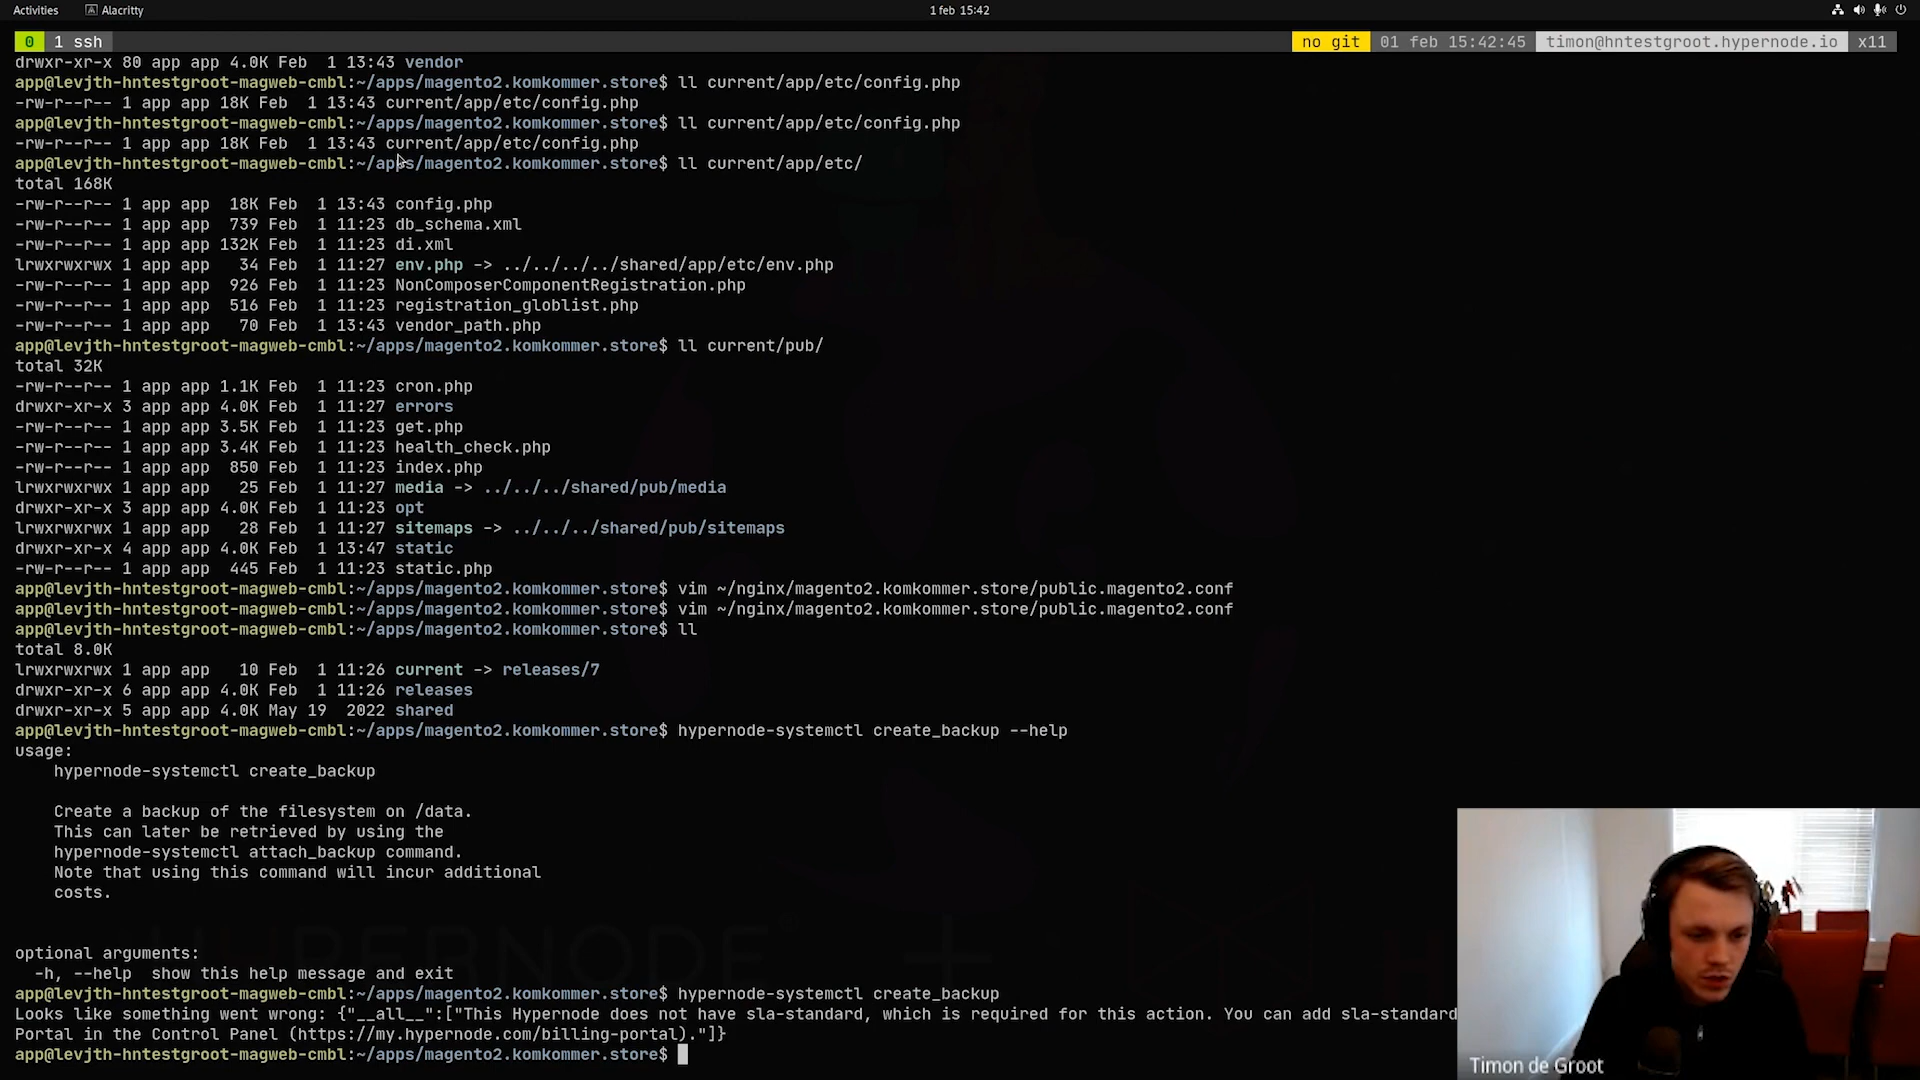 Activities Alacritty 1 feb 15:42
0 1 ssh no git 01 feb 15:42:45 timon@hntestgroot.hypernode.io x11
drwxr-xr-x 80 app app 4.0K Feb  1 13:43 vendor
app@levjth-hntestgroot-magweb-cmbl:~/apps/magento2.komkommer.store$ ll current/app/etc/config.php
-rw-r--r-- 1 app app 18K Feb  1 13:43 current/app/etc/config.php
app@levjth-hntestgroot-magweb-cmbl:~/apps/magento2.komkommer.store$ ll current/app/etc/config.php
-rw-r--r-- 1 app app 18K Feb  1 13:43 current/app/etc/config.php
app@levjth-hntestgroot-magweb-cmbl:~/apps/magento2.komkommer.store$ ll current/app/etc/
total 168K
-rw-r--r-- 1 app app  18K Feb  1 13:43 config.php
-rw-r--r-- 1 app app  739 Feb  1 11:23 db_schema.xml
-rw-r--r-- 1 app app 132K Feb  1 11:23 di.xml
lrwxrwxrwx 1 app app   34 Feb  1 11:27 env.php -> ../../../../shared/app/etc/env.php
-rw-r--r-- 1 app app  926 Feb  1 11:23 NonComposerComponentRegistration.php
-rw-r--r-- 1 app app  516 Feb  1 11:23 registration_globlist.php
-rw-r--r-- 1 app app   70 Feb  1 13:43 vendor_path.php
app@levjth-hntestgroot-magweb-cmbl:~/apps/magento2.komkommer.store$ ll current/pub/
total 32K
-rw-r--r-- 1 app app 1.1K Feb  1 11:23 cron.php
drwxr-xr-x 3 app app 4.0K Feb  1 11:27 errors
-rw-r--r-- 1 app app 3.5K Feb  1 11:23 get.php
-rw-r--r-- 1 app app 3.4K Feb  1 11:23 health_check.php
-rw-r--r-- 1 app app  850 Feb  1 11:23 index.php
lrwxrwxrwx 1 app app   25 Feb  1 11:27 media -> ../../../shared/pub/media
drwxr-xr-x 3 app app 4.0K Feb  1 11:23 opt
lrwxrwxrwx 1 app app   28 Feb  1 11:27 sitemaps -> ../../../shared/pub/sitemaps
drwxr-xr-x 4 app app 4.0K Feb  1 13:47 static
-rw-r--r-- 1 app app  445 Feb  1 11:23 static.php
app@levjth-hntestgroot-magweb-cmbl:~/apps/magento2.komkommer.store$ vim ~/nginx/magento2.komkommer.store/public.magento2.conf
app@levjth-hntestgroot-magweb-cmbl:~/apps/magento2.komkommer.store$ vim ~/nginx/magento2.komkommer.store/public.magento2.conf
app@levjth-hntestgroot-magweb-cmbl:~/apps/magento2.komkommer.store$ ll
total 8.0K
lrwxrwxrwx 1 app app   10 Feb  1 11:26 current -> releases/7
drwxr-xr-x 6 app app 4.0K Feb  1 11:26 releases
drwxr-xr-x 5 app app 4.0K May 19  2022 shared
app@levjth-hntestgroot-magweb-cmbl:~/apps/magento2.komkommer.store$ hypernode-systemctl create_backup --help
usage:
    hypernode-systemctl create_backup
    Create a backup of the filesystem on /data.
    This can later be retrieved by using the
    hypernode-systemctl attach_backup command.
    Note that using this command will incur additional
    costs.
optional arguments:
  -h, --help  show this help message and exit
app@levjth-hntestgroot-magweb-cmbl:~/apps/magento2.komkommer.store$ hypernode-systemctl create_backup
Looks like something went wrong: {"__all__":["This Hypernode does not have sla-standard, which is required for this action. You can add sla-standard
Portal in the Control Panel (https://my.hypernode.com/billing-portal)."]}
app@levjth-hntestgroot-magweb-cmbl:~/apps/magento2.komkommer.store$
Timon de Groot